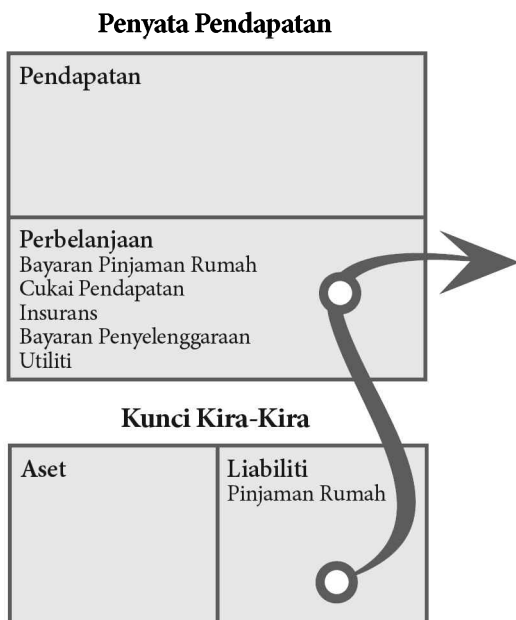 Penyata Pendapatan
Pendapatan
Perbelanjaan
Bayaran Pinjaman Rumah
Cukai Pendapatan
Insurans
Bayaran Penyelenggaraan
Utiliti
Kunci Kira-Kira
Aset
Liabiliti
Pinjaman Rumah